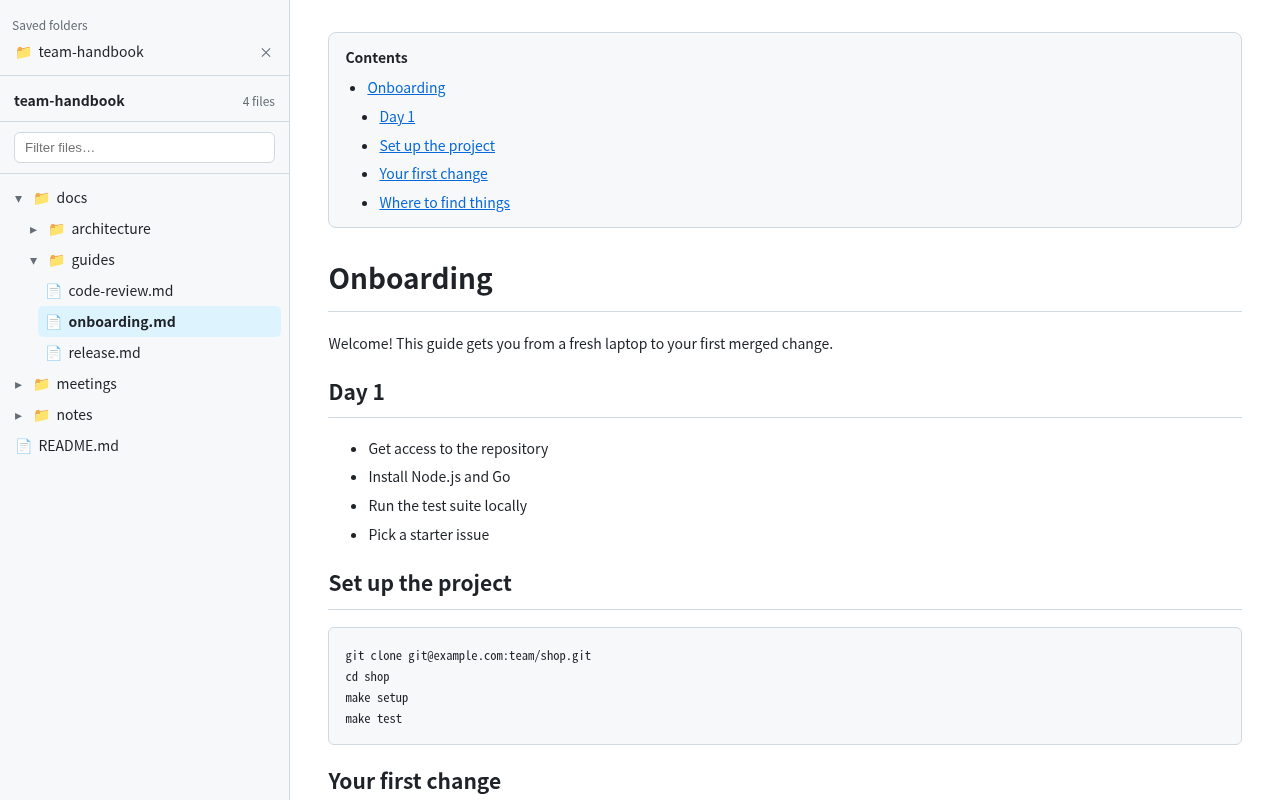 Saved folders
team-handbook
team-handbook 4 files
Filter files…
docs
architecture
guides
code-review.md
onboarding.md
release.md
meetings
notes
README.md
Contents
Onboarding
Day 1
Set up the project
Your first change
Where to find things
Onboarding
Welcome! This guide gets you from a fresh laptop to your first merged change.
Day 1
Get access to the repository
Install Node.js and Go
Run the test suite locally
Pick a starter issue
Set up the project
git clone git@example.com:team/shop.git
cd shop
make setup
make test
Your first change